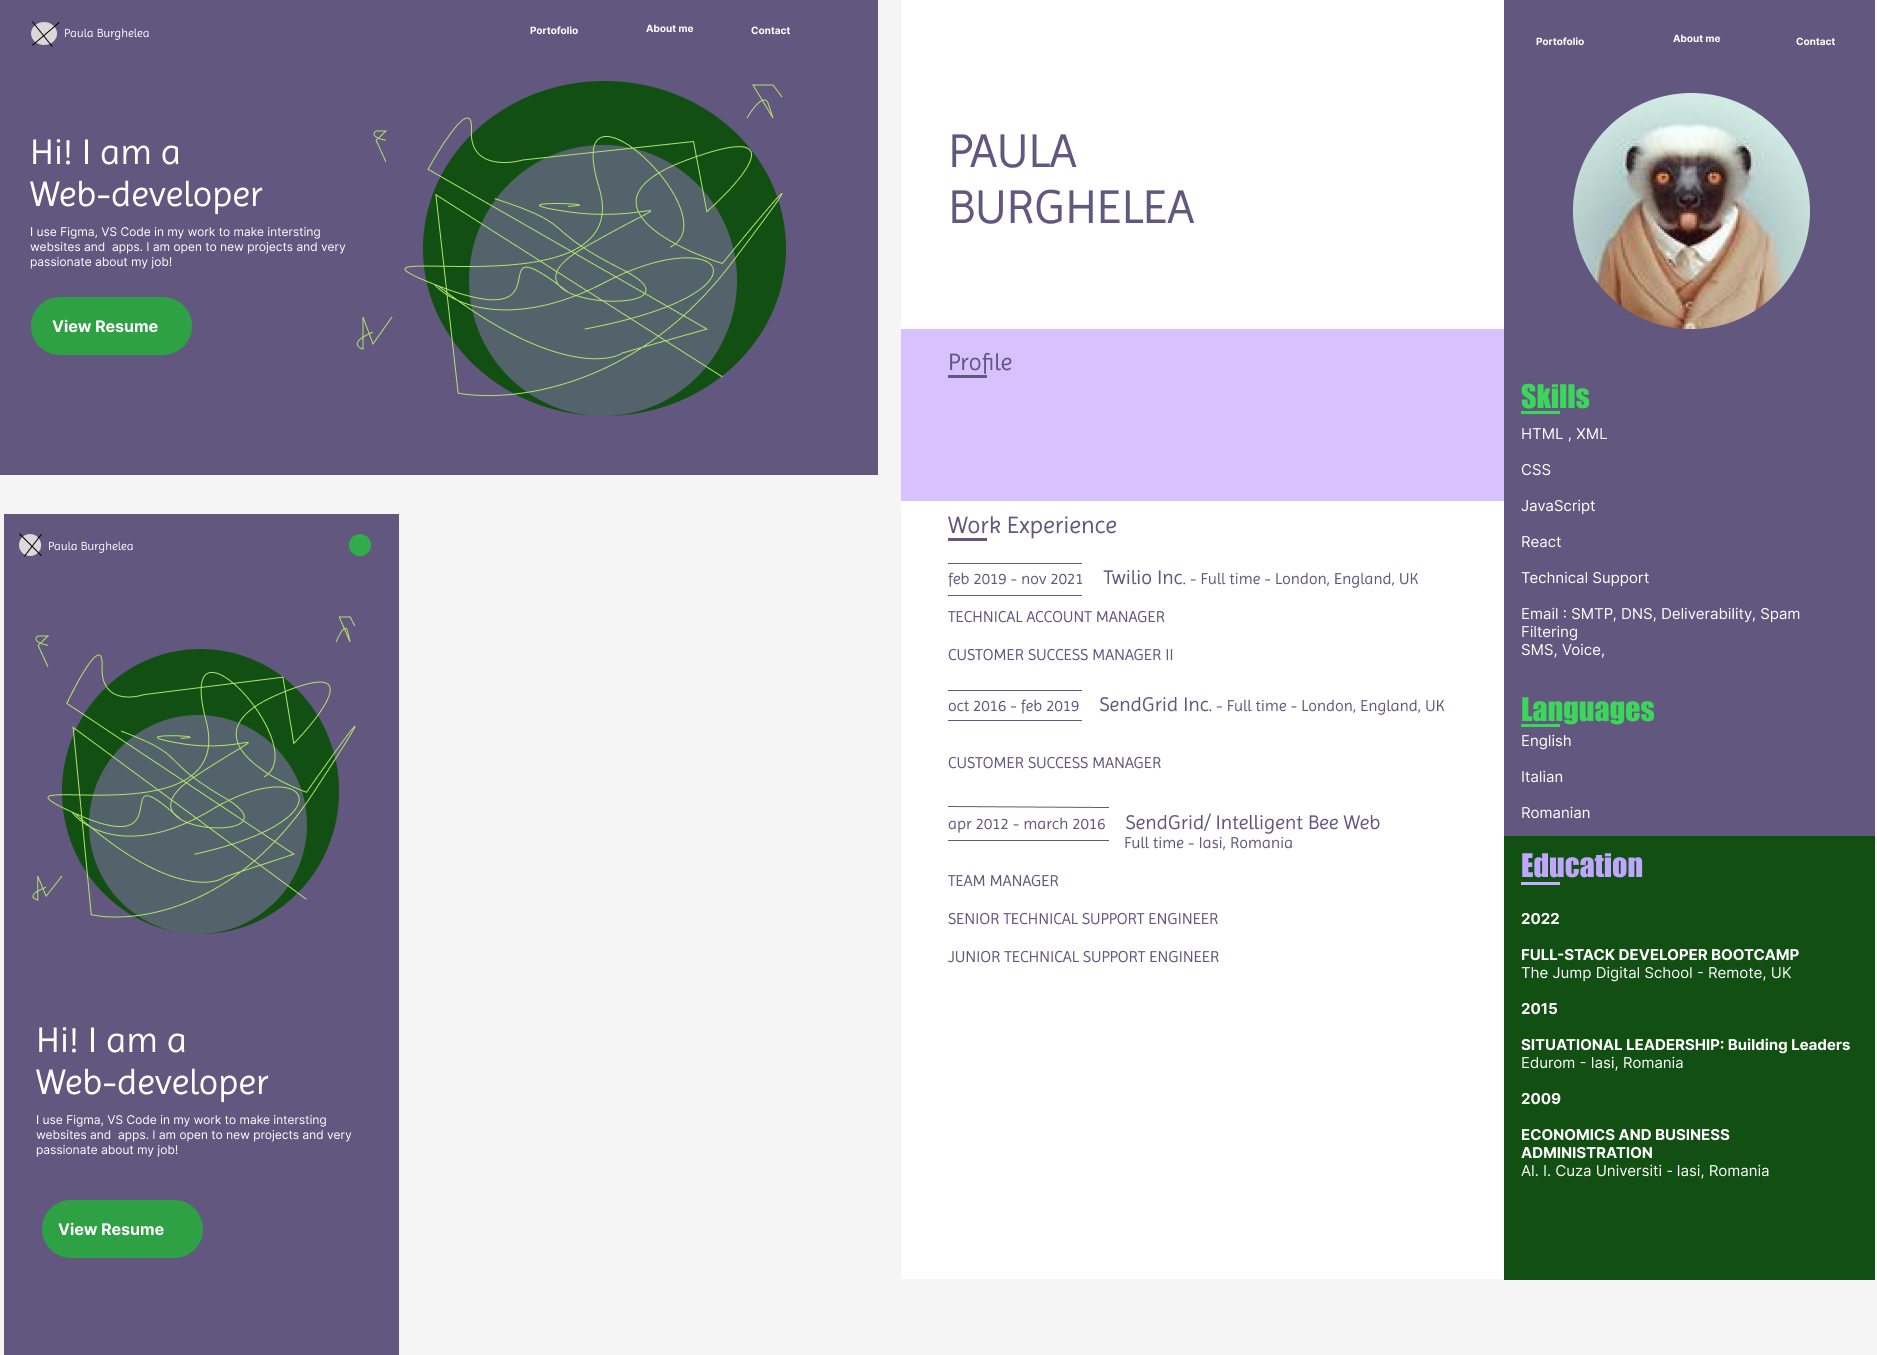 Paula Burghelea
Portofolio
About me
Contact
Hi! I am a
Web-developer
I use Figma, VS Code in my work to make intersting
websites and  apps. I am open to new projects and very
passionate about my job!
View Resume
Paula Burghelea
Hi! I am a
Web-developer
I use Figma, VS Code in my work to make intersting
websites and  apps. I am open to new projects and very
passionate about my job!
View Resume
PAULA
BURGHELEA
Profile
Work Experience
feb 2019 - nov 2021 Twilio Inc. - Full time - London, England, UK
TECHNICAL ACCOUNT MANAGER
CUSTOMER SUCCESS MANAGER II
oct 2016 - feb 2019 SendGrid Inc. - Full time - London, England, UK
CUSTOMER SUCCESS MANAGER
apr 2012 - march 2016 SendGrid/ Intelligent Bee Web
Full time - Iasi, Romania
TEAM MANAGER
SENIOR TECHNICAL SUPPORT ENGINEER
JUNIOR TECHNICAL SUPPORT ENGINEER
Portofolio
About me
Contact
Skills
HTML , XML
CSS
JavaScript
React
Technical Support
Email : SMTP, DNS, Deliverability, Spam
Filtering
SMS, Voice,
Languages
English
Italian
Romanian
Education
2022
FULL-STACK DEVELOPER BOOTCAMP
The Jump Digital School - Remote, UK
2015
SITUATIONAL LEADERSHIP: Building Leaders
Edurom - Iasi, Romania
2009
ECONOMICS AND BUSINESS
ADMINISTRATION
Al. I. Cuza Universiti - Iasi, Romania